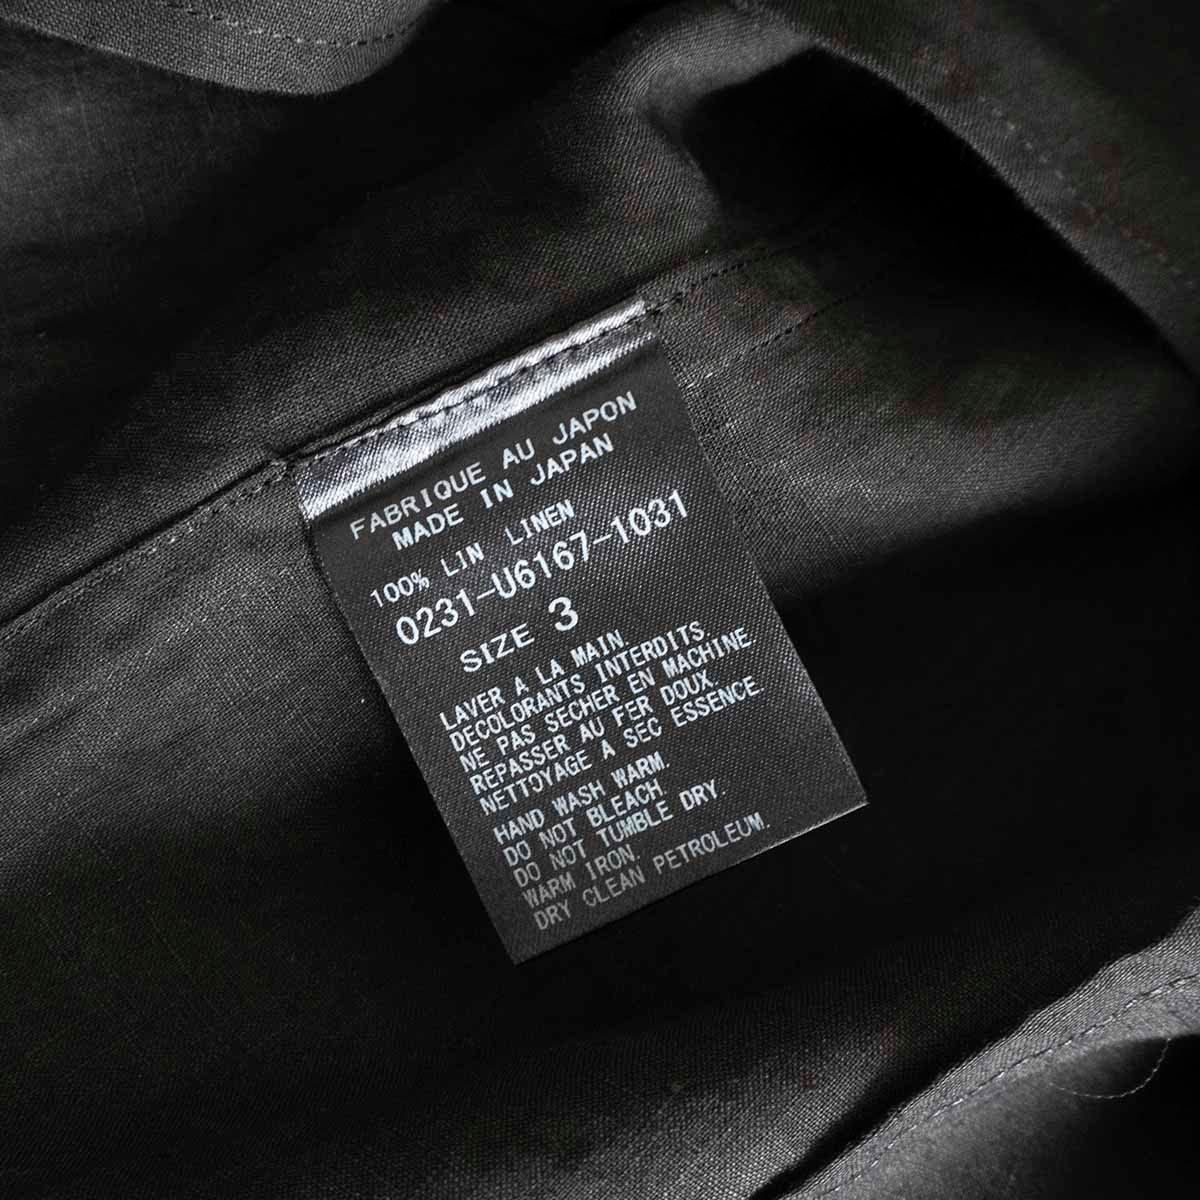 FABRIQUE AU JAPON
MADE IN JAPAN
100% LIN LINEN
0231-U6167-1031
SIZE 3
LAVER A LA MAIN.
DECOLORANTS INTERDITS.
NE PAS SECHER EN MACHINE.
REPASSER AU FER DOUX.
NETTOYAGE A SEC ESSENCE.
HAND WASH WARM.
DO NOT BLEACH.
DO NOT TUMBLE DRY.
WARM IRON.
DRY CLEAN PETROLEUM.